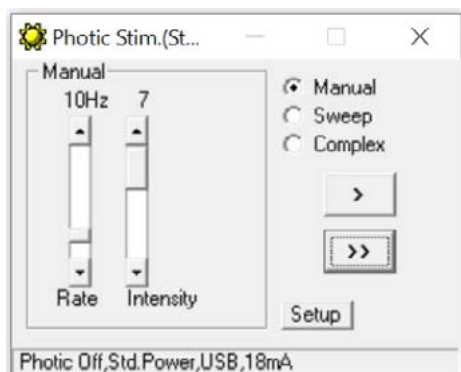 Photic Stim.(St...
Manual
10Hz 7
Rate Intensity
Manual
Sweep
Complex
>
>>
Setup
Photic Off,Std.Power,USB,18mA